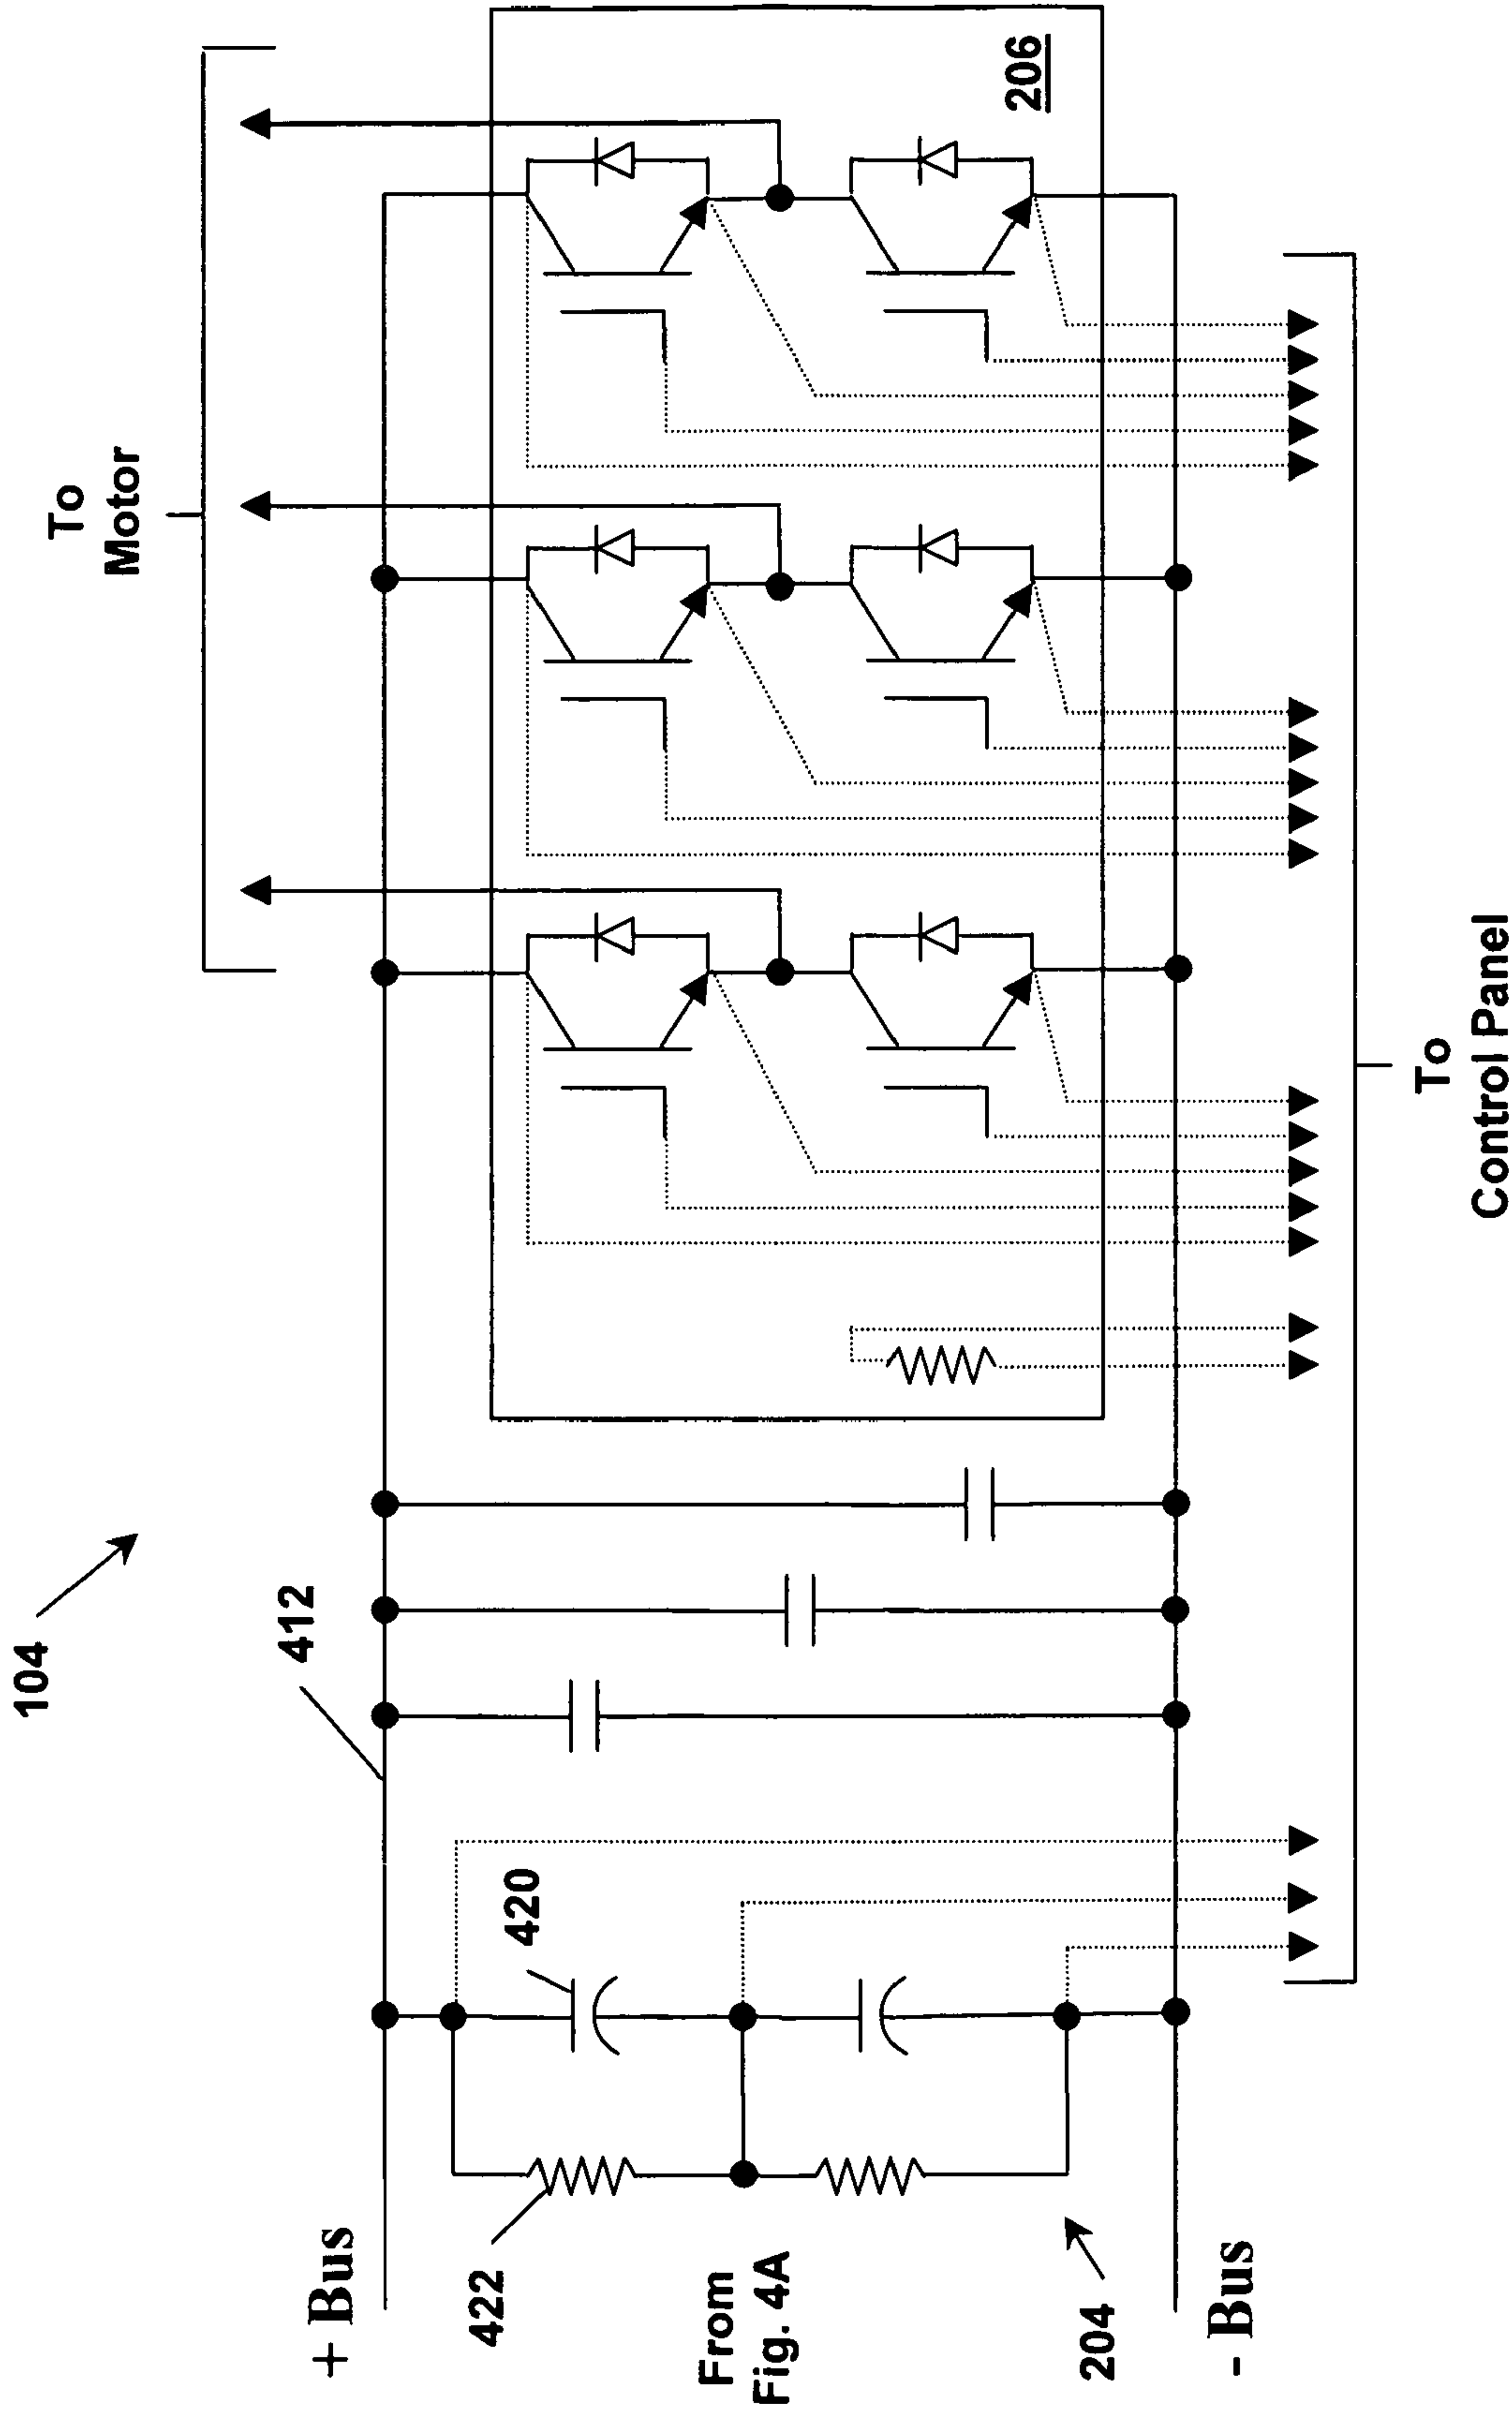 104
To
Motor
+ Bus
412
206
422
420
From
Fig. 4A
204
- Bus
To
Control Panel